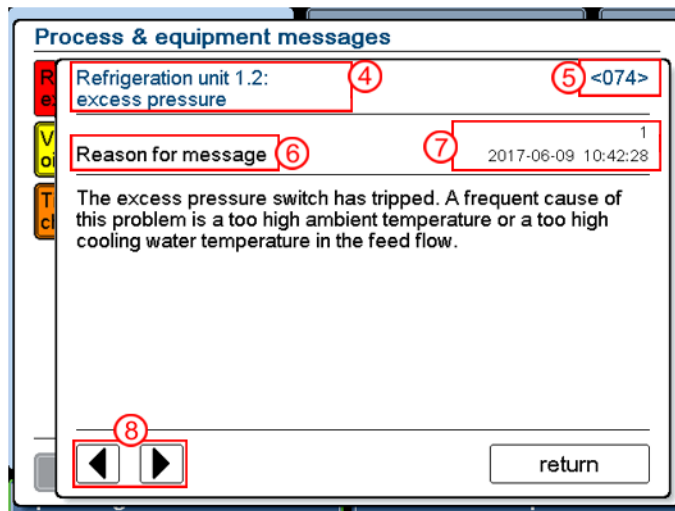 Process & equipment messages
Refrigeration unit 1.2:
excess pressure
4
5
<074>
Reason for message
6
7
1
2017-06-09 10:42:28
The excess pressure switch has tripped. A frequent cause of
this problem is a too high ambient temperature or a too high
cooling water temperature in the feed flow.
8
return